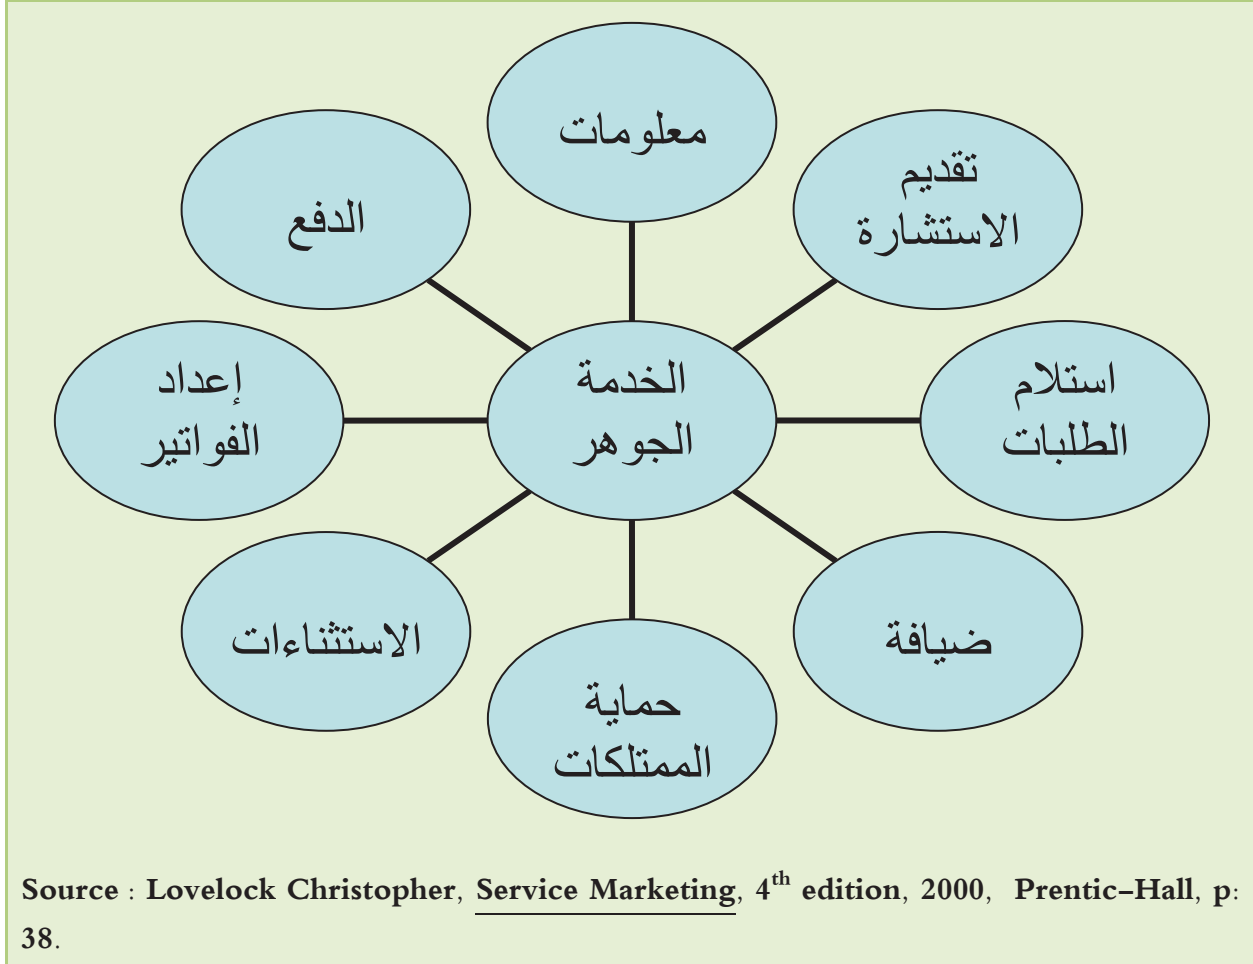 معلومات
تقديم
الاستشارة
استلام
الطلبات
ضيافة
حماية
الممتلكات
الاستثناءات
إعداد
الفواتير
الدفع
الخدمة
الجوهر
Source : Lovelock Christopher, Service Marketing, 4th edition, 2000, Prentic-Hall, p:
38.